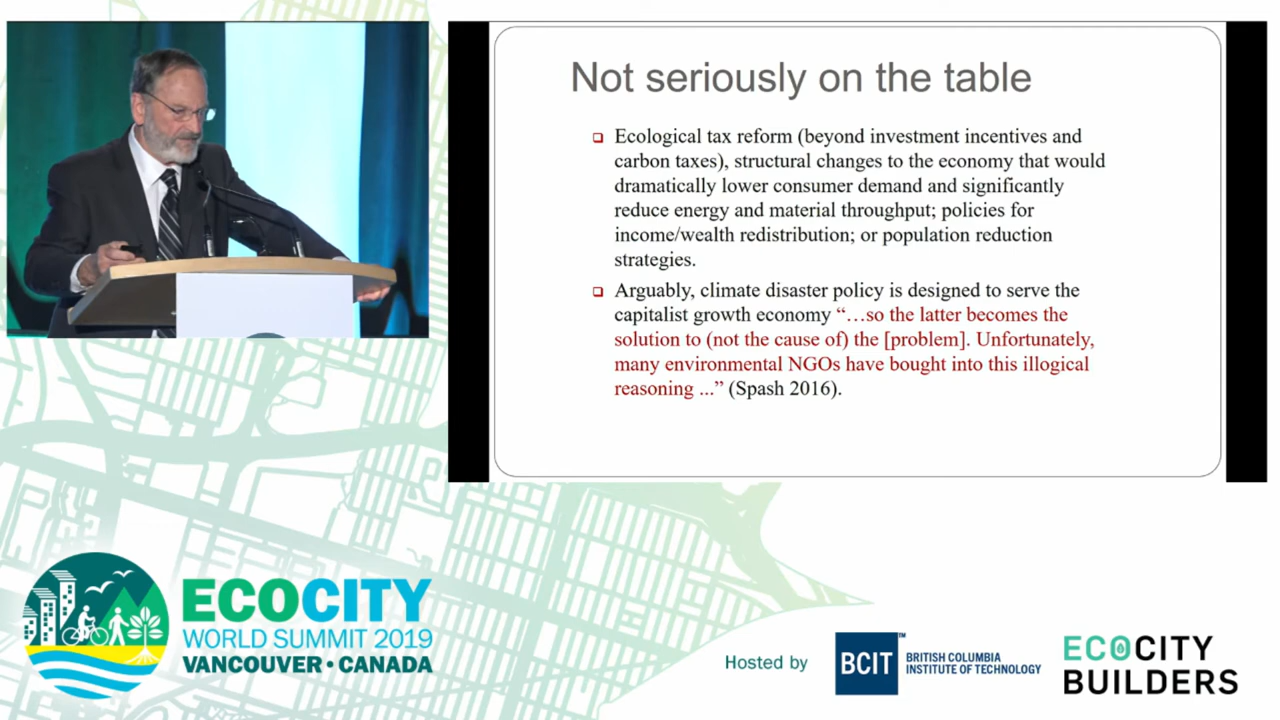 Not seriously on the table
Ecological tax reform (beyond investment incentives and
carbon taxes), structural changes to the economy that would
dramatically lower consumer demand and significantly
reduce energy and material throughput; policies for
income/wealth redistribution; or population reduction
strategies.
Arguably, climate disaster policy is designed to serve the
capitalist growth economy “…so the latter becomes the
solution to (not the cause of) the [problem]. Unfortunately,
many environmental NGOs have bought into this illogical
reasoning ...” (Spash 2016).
ECOCITY
WORLD SUMMIT 2019
VANCOUVER • CANADA
Hosted by
BCIT™
BRITISH COLUMBIA
INSTITUTE OF TECHNOLOGY
ECOCITY
BUILDERS